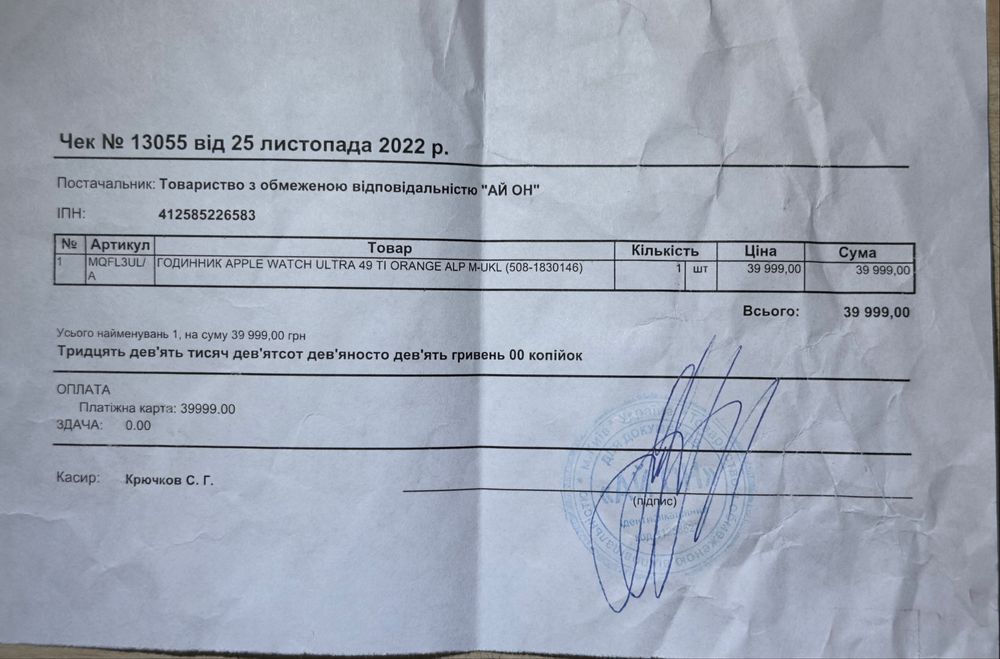 Чек № 13055 від 25 листопада 2022 р.
Постачальник: Товариство з обмеженою відповідальністю "АЙ ОН"
ІПН: 412585226583
№ Артикул Товар Кількість Ціна Сума
1 MQFL3UL/A ГОДИННИК APPLE WATCH ULTRA 49 TI ORANGE ALP M-UKL (508-1830146) 1 шт 39 999,00 39 999,00
Всього: 39 999,00
Усього найменувань 1, на суму 39 999,00 грн
Тридцять дев'ять тисяч дев'ятсот дев'яносто дев'ять гривень 00 копійок
ОПЛАТА
Платіжна карта: 39999.00
ЗДАЧА: 0.00
Касир: Крючков С. Г.
(підпис)